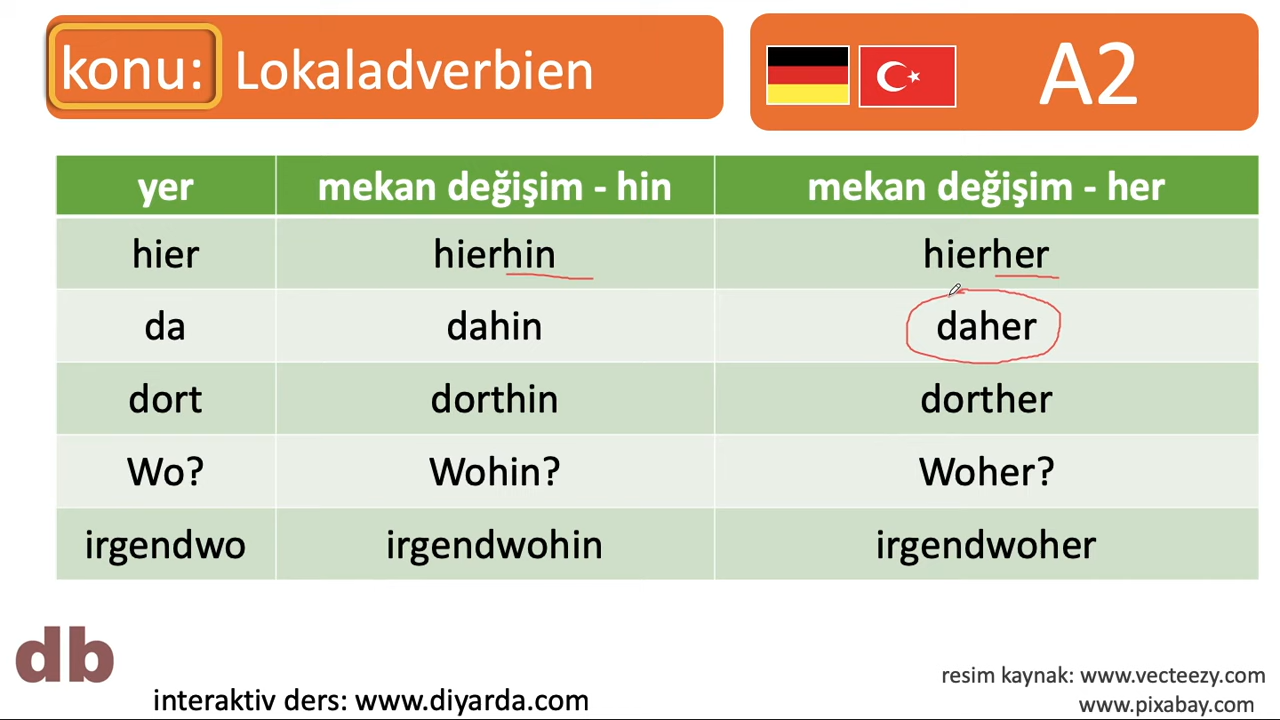 konu: Lokaladverbien
A2
yer mekan değişim - hin mekan değişim - her
hier hierhin hierher
da dahin daher
dort dorthin dorther
Wo? Wohin? Woher?
irgendwo irgendwohin irgendwoher
db
interaktiv ders: www.diyarda.com
resim kaynak: www.vecteezy.com
www.pixabay.com